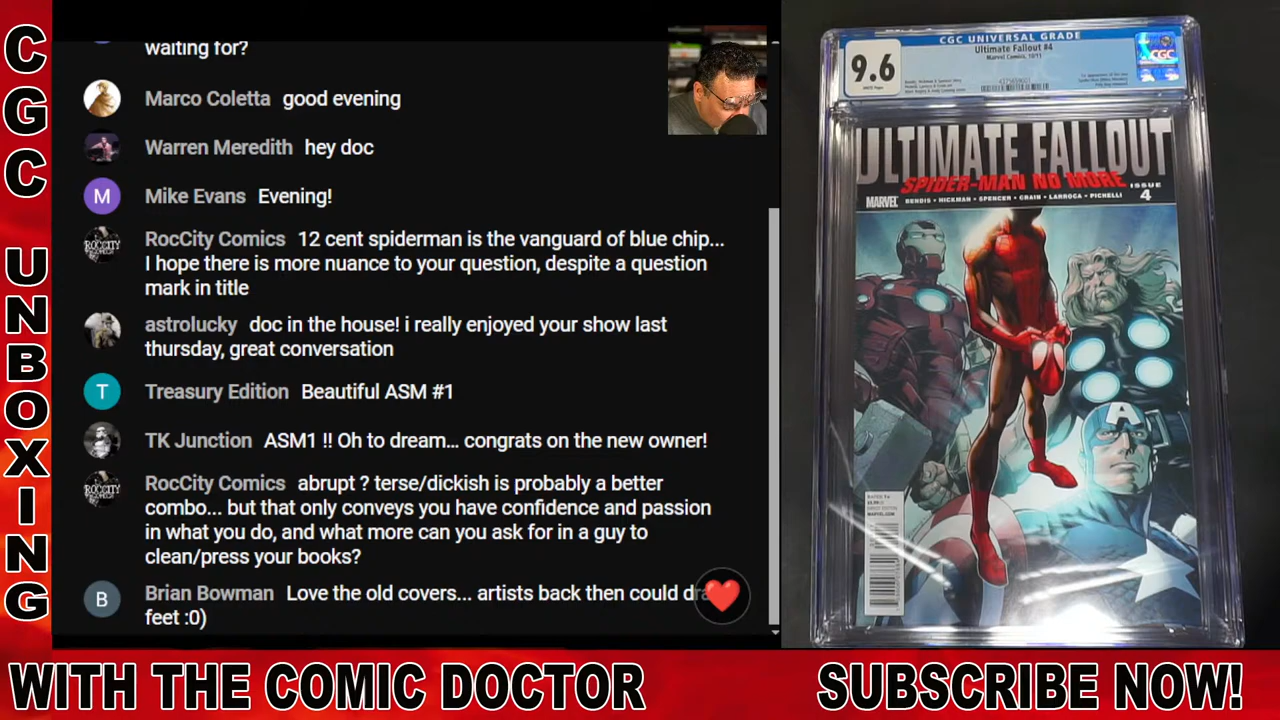 CGC UNBOXING
waiting for?
Marco Coletta good evening
Warren Meredith hey doc
M
Mike Evans Evening!
RocCity Comics 12 cent spiderman is the vanguard of blue chip...
I hope there is more nuance to your question, despite a question
mark in title
astrolucky doc in the house! i really enjoyed your show last
thursday, great conversation
T
Treasury Edition Beautiful ASM #1
TK Junction ASM1 !! Oh to dream... congrats on the new owner!
RocCity Comics abrupt ? terse/dickish is probably a better
combo... but that only conveys you have confidence and passion
in what you do, and what more can you ask for in a guy to
clean/press your books?
B
Brian Bowman Love the old covers... artists back then could
feet :0)
CGC UNIVERSAL GRADE
9.6
WHITE Pages
Ultimate Fallout #4
Marvel Comics, 10/11
CGC
ULTIMATE FALLOUT
SPIDER-MAN NO MORE
ISSUE
4
MARVEL
BENDIS • HICKMAN • SPENCER • CRAIN • LARROCA • PICHELLI
A
WITH THE COMIC DOCTOR
SUBSCRIBE NOW!